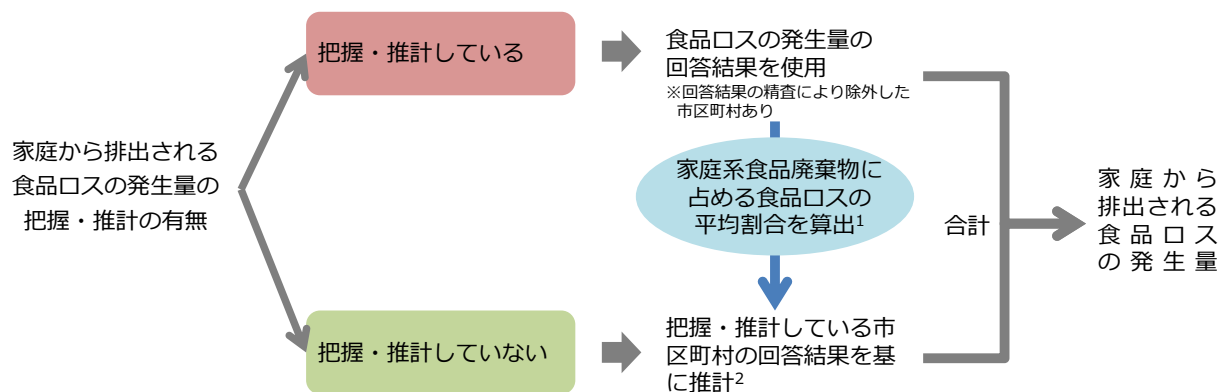 家庭から排出される
食品ロスの発生量の
把握・推計の有無
把握・推計している
食品ロスの発生量の
回答結果を使用
※回答結果の精査により除外した
市区町村あり
家庭系食品廃棄物に
占める食品ロスの
平均割合を算出1
把握・推計していない
把握・推計している市
区町村の回答結果を基
に推計2
合計
家庭から
排出される
食品ロス
の発生量